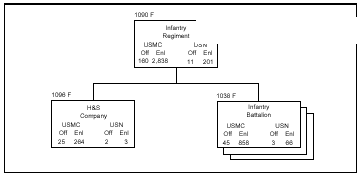 1090 F
Infantry
Regiment
USMC USN
Off Enl Off Enl
160 2,838 11 201
1096 F
H&S
Company
USMC USN
Off Enl Off Enl
25 264 2 3
1038 F
Infantry
Battalion
USMC USN
Off Enl Off Enl
45 858 3 66